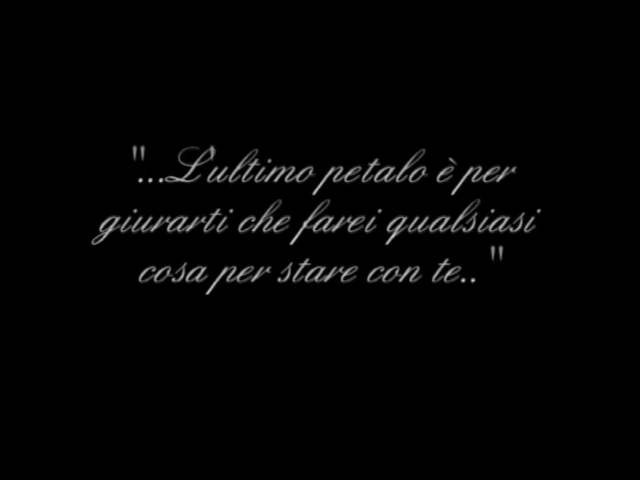 "...L'ultimo petalo è per
giurarti che farei qualsiasi
cosa per stare con te.."